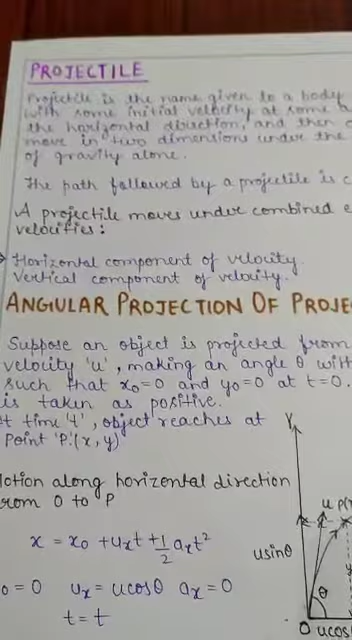 PROJECTILE
Projectile is the name given to a body
with some initial velocity at some a
the horizontal direction, and then
move in two dimensions under the
of gravity alone.
The path followed by a projectile is c
A projectile moves under combined e
velocities:
Horizontal component of velocity.
Vertical component of velocity.
ANGULAR PROJECTION OF PROJE
Suppose an object is projected from
velocity 'u', making an angle θ with
such that x₀=0 and y₀=0 at t=0.
is taken as positive.
t time 't', object reaches at
point 'P'.(x, y)
Y
otion along horizontal direction
rom O to P
u P(
x = x₀ + uₓt + 1/2 aₓt²
usinθ
₀ = 0 uₓ = ucosθ aₓ = 0
θ
t = t
O ucos